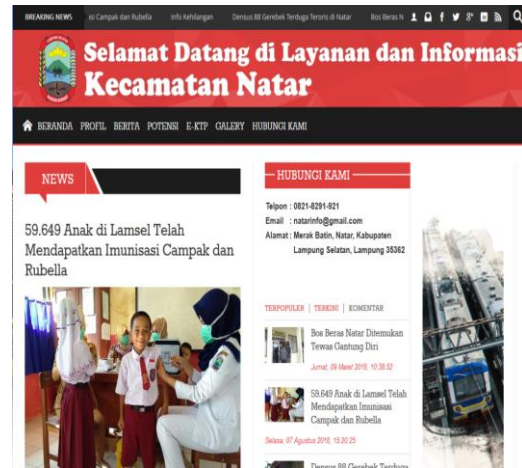 BREAKING NEWS
si Campak dan Rubella
Info Kehilangan
Densus 88 Gerebek Terduga Teroris di Natar
Bos Beras N
Selamat Datang di Layanan dan Informasi
Kecamatan Natar
BERANDA PROFIL BERITA POTENSI E-KTP GALERY HUBUNGI KAMI
NEWS
59.649 Anak di Lamsel Telah
Mendapatkan Imunisasi Campak dan
Rubella
HUBUNGI KAMI
Telpon : 0821-8291-921
Email : natarinfo@gmail.com
Alamat : Merak Batin, Natar, Kabupaten
Lampung Selatan, Lampung 35362
TERPOPULER | TERKINI | KOMENTAR
Bos Beras Natar Ditemukan
Tewas Gantung Diri
Jumat, 09 Maret 2018, 10:36:52
59.649 Anak di Lamsel Telah
Mendapatkan Imunisasi
Campak dan Rubella
Selasa, 07 Agustus 2018, 15:20:25
Densus 88 Gerebek Terduga